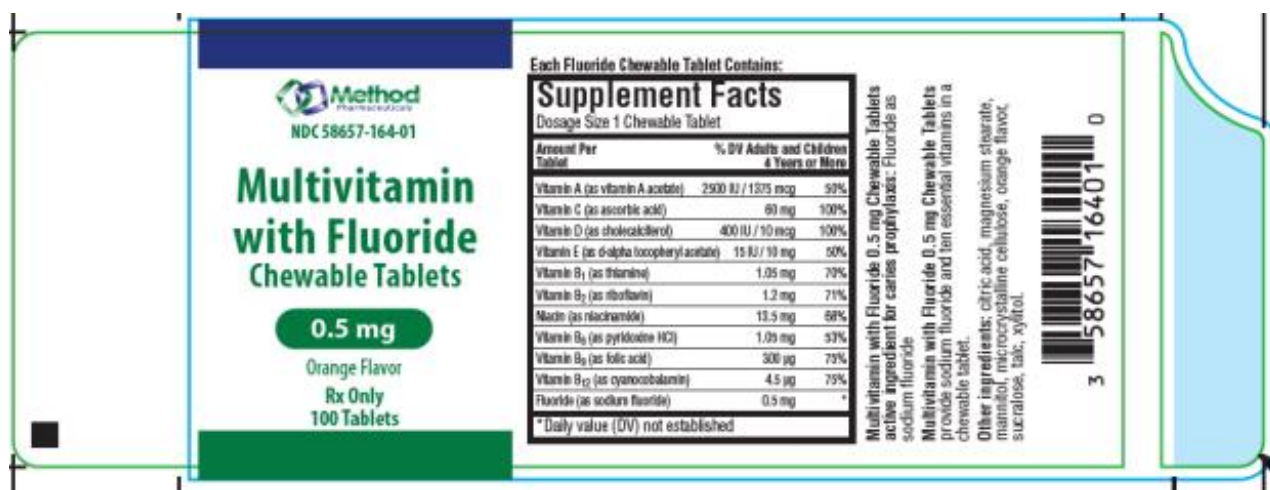 Method
Pharmaceuticals
NDC 58657-164-01
Multivitamin
with Fluoride
Chewable Tablets
0.5 mg
Orange Flavor
Rx Only
100 Tablets
Each Fluoride Chewable Tablet Contains:
Supplement Facts
Dosage Size 1 Chewable Tablet
Amount Per Tablet % DV Adults and Children 4 Years or More
Vitamin A (as vitamin A acetate) 2500 IU / 1375 mcg 50%
Vitamin C (as ascorbic acid) 60 mg 100%
Vitamin D (as cholecalciferol) 400 IU / 10 mcg 100%
Vitamin E (as d-alpha tocopheryl acetate) 15 IU / 10 mg 50%
Vitamin B1 (as thiamine) 1.05 mg 70%
Vitamin B2 (as riboflavin) 1.2 mg 71%
Niacin (as niacinamide) 13.5 mg 68%
Vitamin B6 (as pyridoxine HCl) 1.05 mg 53%
Vitamin B9 (as folic acid) 300 µg 75%
Vitamin B12 (as cyanocobalamin) 4.5 µg 75%
Fluoride (as sodium fluoride) 0.5 mg *
*Daily value (DV) not established
Multivitamin with Fluoride 0.5 mg Chewable Tablets
active ingredient for caries prophylaxis: Fluoride as
sodium fluoride
Multivitamin with Fluoride 0.5 mg Chewable Tablets
provide sodium fluoride and ten essential vitamins in a
chewable tablet.
Other ingredients: citric acid, magnesium stearate,
mannitol, microcrystalline cellulose, orange flavor,
sucralose, talc, xylitol.
3 58657 16401 0